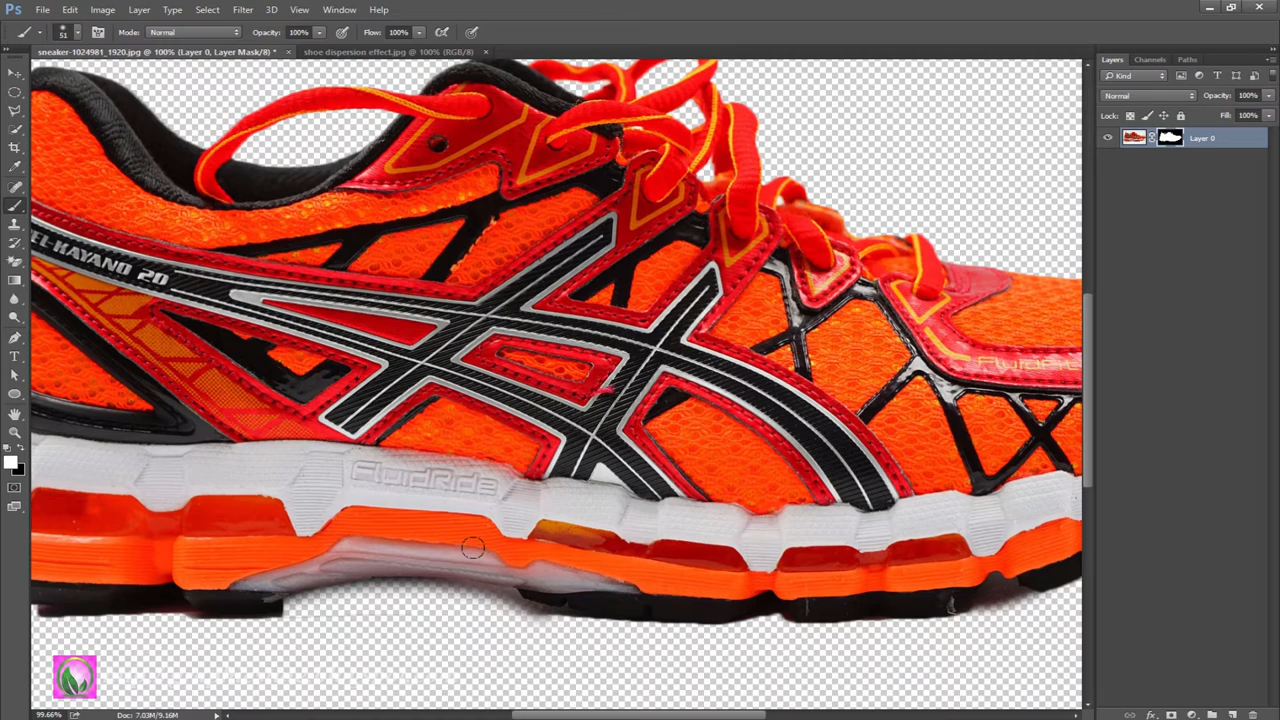 Ps File Edit Image Layer Type Select Filter 3D View Window Help
51 Mode: Normal Opacity: 100% Flow: 100%
sneaker-1024981_1920.jpg @ 100% (Layer 0, Layer Mask/8) * × shoe dispersion effect.jpg @ 100% (RGB/8) ×
Layers Channels Paths
Kind
Normal Opacity: 100%
Lock: Fill: 100%
Layer 0
EL-KAYANO 20
FluidRide
FluidFit
99.66% Doc: 7.03M/9.16M